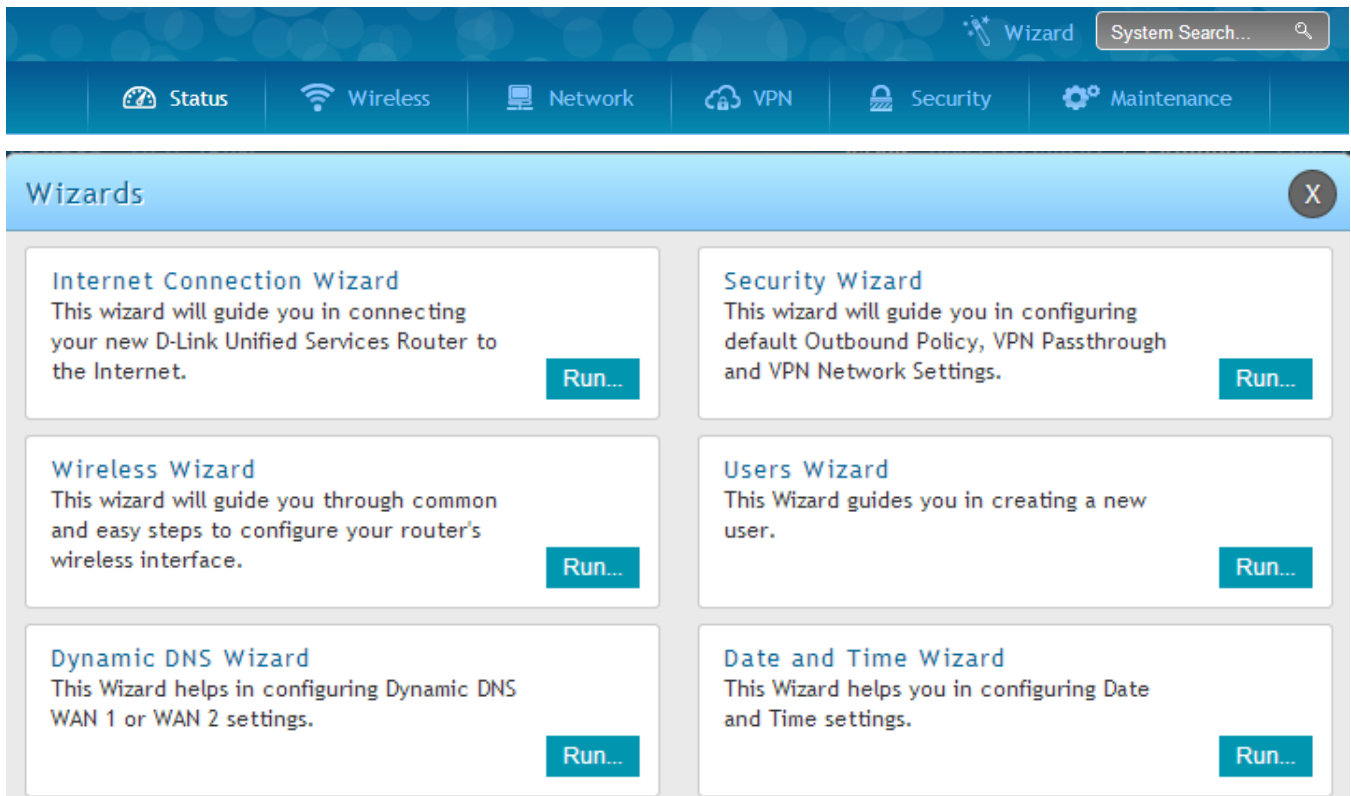 Wizard
System Search...
Status
Wireless
Network
VPN
Security
Maintenance
Wizards
X
Internet Connection Wizard
This wizard will guide you in connecting
your new D-Link Unified Services Router to
the Internet.
Run...
Security Wizard
This wizard will guide you in configuring
default Outbound Policy, VPN Passthrough
and VPN Network Settings.
Run...
Wireless Wizard
This wizard will guide you through common
and easy steps to configure your router's
wireless interface.
Run...
Users Wizard
This Wizard guides you in creating a new
user.
Run...
Dynamic DNS Wizard
This Wizard helps in configuring Dynamic DNS
WAN 1 or WAN 2 settings.
Run...
Date and Time Wizard
This Wizard helps you in configuring Date
and Time settings.
Run...